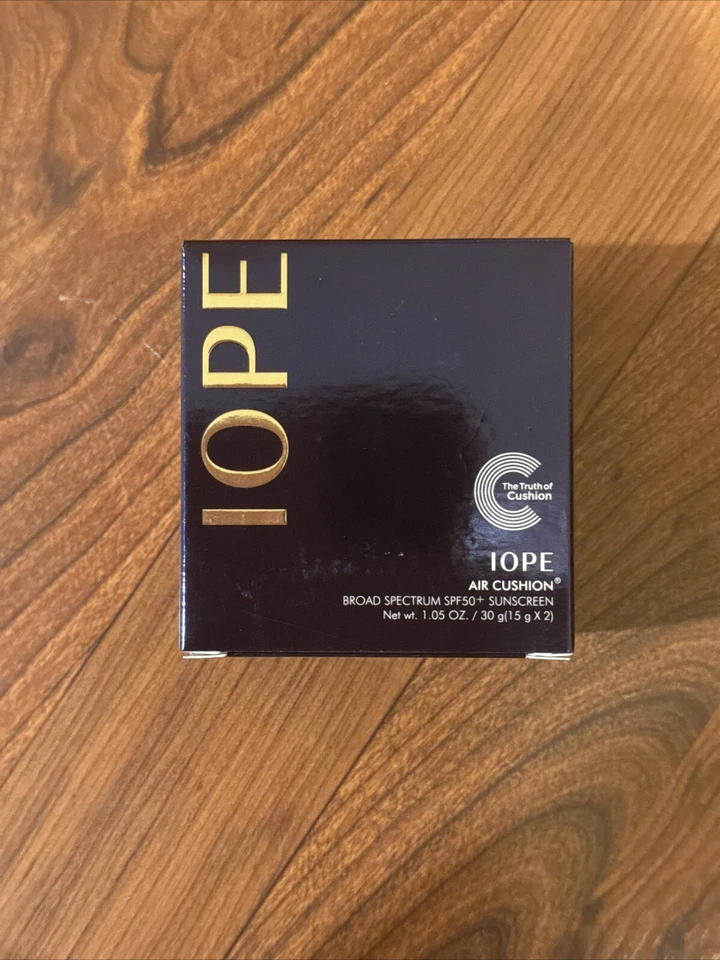 IOPE
The Truth of
Cushion
IOPE
AIR CUSHION®
BROAD SPECTRUM SPF50+ SUNSCREEN
Net wt. 1.05 OZ. / 30 g(15 g X 2)